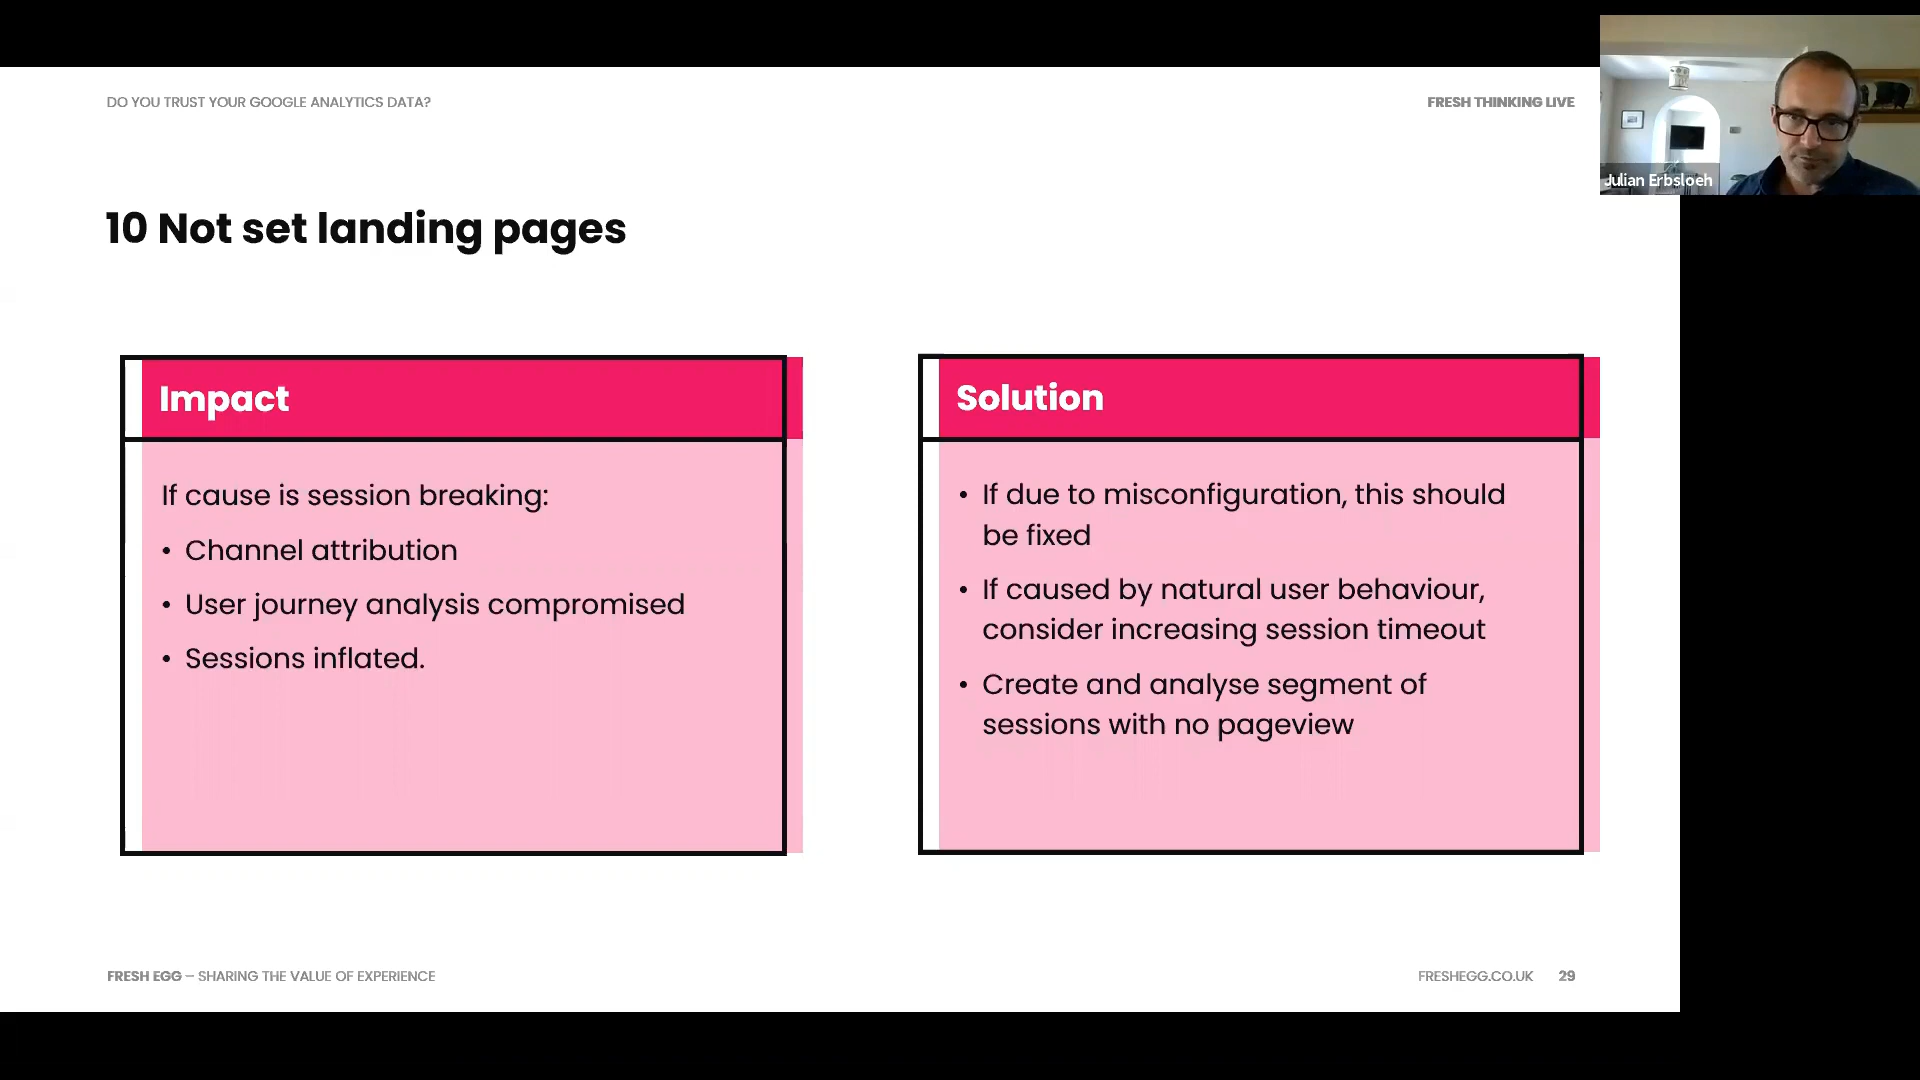 DO YOU TRUST YOUR GOOGLE ANALYTICS DATA?
FRESH THINKING LIVE
Julian Erbsloeh
10 Not set landing pages
Impact
If cause is session breaking:
• Channel attribution
• User journey analysis compromised
• Sessions inflated.
Solution
• If due to misconfiguration, this should
be fixed
• If caused by natural user behaviour,
consider increasing session timeout
• Create and analyse segment of
sessions with no pageview
FRESH EGG – SHARING THE VALUE OF EXPERIENCE
FRESHEGG.CO.UK 29